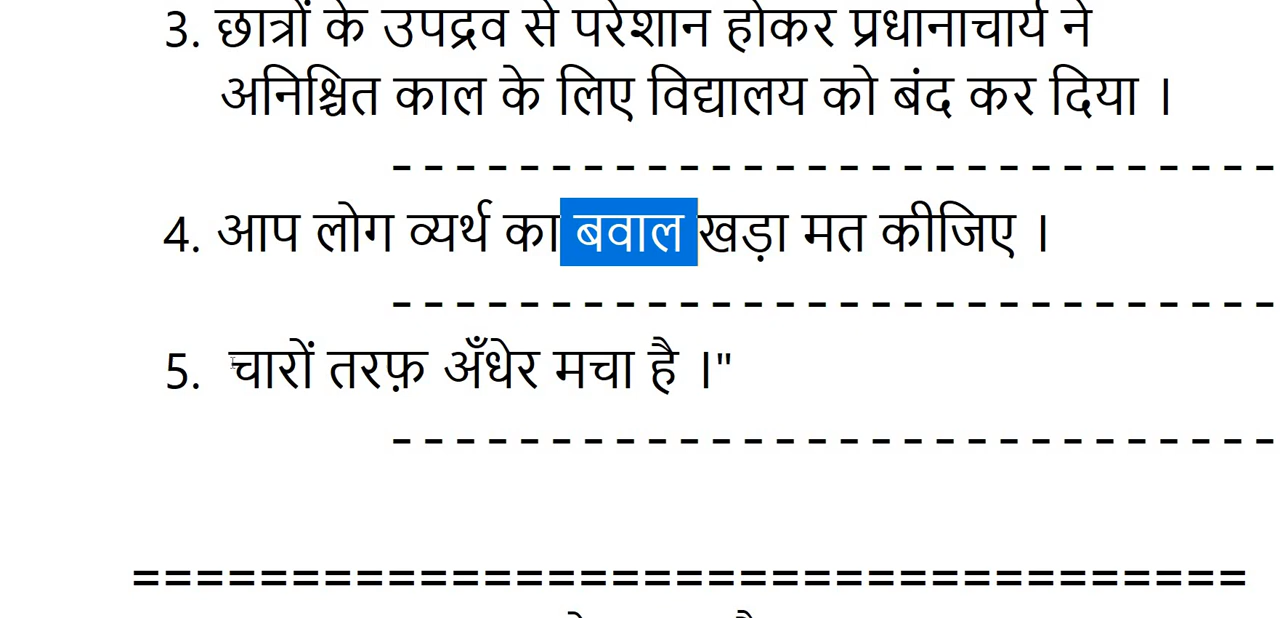 3. छात्रों के उपद्रव से परेशान होकर प्रधानाचार्य ने
अनिश्चित काल के लिए विद्यालय को बंद कर दिया ।
- - - - - - - - - - - - - - - - - - - - - - - - - - - -
4. आप लोग व्यर्थ का बवाल खड़ा मत कीजिए ।
- - - - - - - - - - - - - - - - - - - - - - - - - - - -
5. चारों तरफ़ अँधेर मचा है ।"
- - - - - - - - - - - - - - - - - - - - - - - - - - - -
===================================